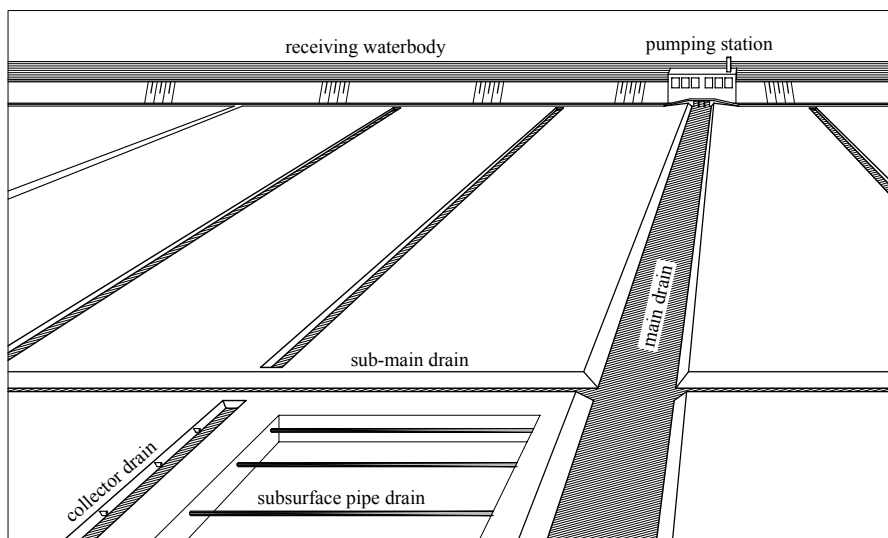 receiving waterbody
pumping station
main drain
sub-main drain
collector drain
subsurface pipe drain